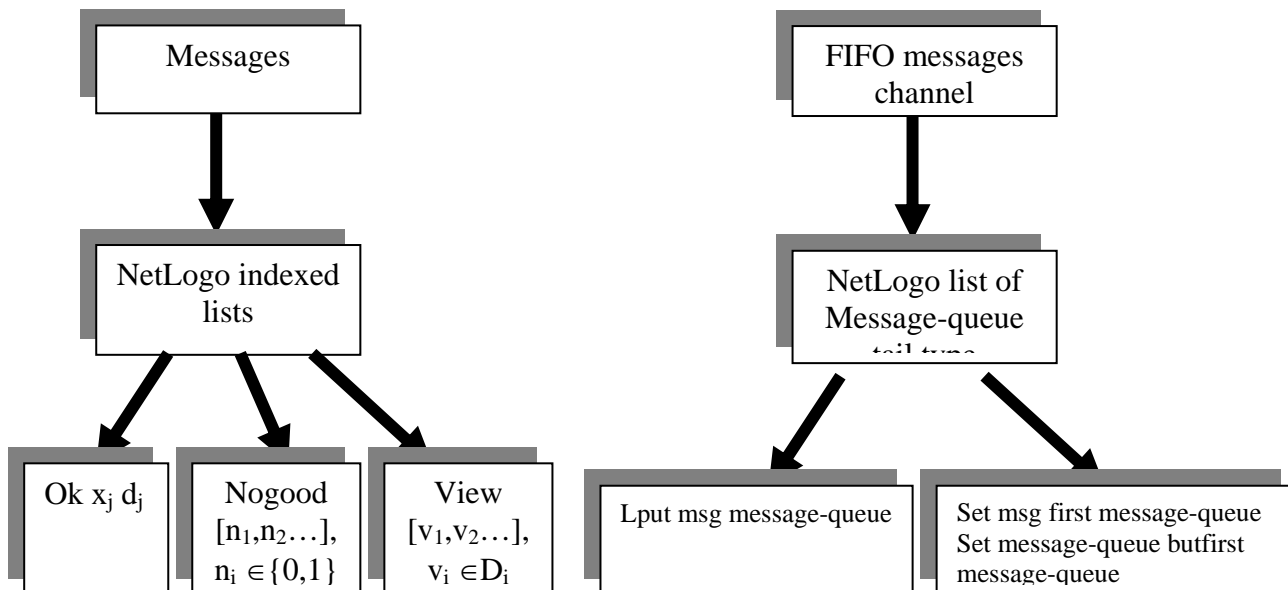 Messages
NetLogo indexed
lists
Ok xj dj
Nogood
[n1,n2…],
ni ∈{0,1}
View
[v1,v2…],
vi ∈Di
FIFO messages
channel
NetLogo list of
Message-queue
tail type
Lput msg message-queue
Set msg first message-queue
Set message-queue butfirst
message-queue